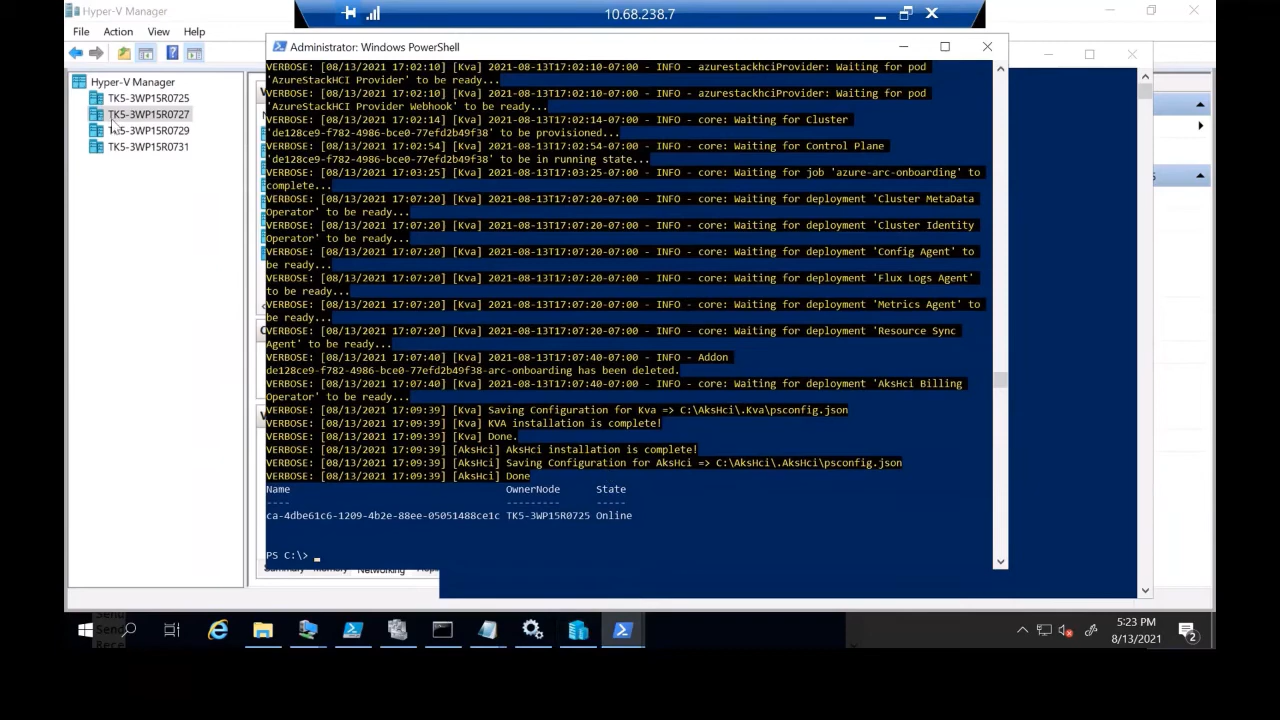 Hyper-V Manager
10.68.238.7
File Action View Help
Administrator: Windows PowerShell
Hyper-V Manager
TK5-3WP15R0725
TK5-3WP15R0727
TK5-3WP15R0729
TK5-3WP15R0731
VERBOSE: [08/13/2021 17:02:10] [Kva] 2021-08-13T17:02:10-07:00 - INFO - azurestackhciProvider: Waiting for pod
'AzureStackHCI Provider' to be ready...
VERBOSE: [08/13/2021 17:02:10] [Kva] 2021-08-13T17:02:10-07:00 - INFO - azurestackhciProvider: Waiting for pod
'AzureStackHCI Provider Webhook' to be ready...
VERBOSE: [08/13/2021 17:02:14] [Kva] 2021-08-13T17:02:14-07:00 - INFO - core: Waiting for Cluster
'de128ce9-f782-4986-bce0-77efd2b49f38' to be provisioned...
VERBOSE: [08/13/2021 17:02:54] [Kva] 2021-08-13T17:02:54-07:00 - INFO - core: Waiting for Control Plane
'de128ce9-f782-4986-bce0-77efd2b49f38' to be in running state...
VERBOSE: [08/13/2021 17:03:25] [Kva] 2021-08-13T17:03:25-07:00 - INFO - core: Waiting for job 'azure-arc-onboarding' to
complete...
VERBOSE: [08/13/2021 17:07:20] [Kva] 2021-08-13T17:07:20-07:00 - INFO - core: Waiting for deployment 'Cluster MetaData
Operator' to be ready...
VERBOSE: [08/13/2021 17:07:20] [Kva] 2021-08-13T17:07:20-07:00 - INFO - core: Waiting for deployment 'Cluster Identity
Operator' to be ready...
VERBOSE: [08/13/2021 17:07:20] [Kva] 2021-08-13T17:07:20-07:00 - INFO - core: Waiting for deployment 'Config Agent' to
be ready...
VERBOSE: [08/13/2021 17:07:20] [Kva] 2021-08-13T17:07:20-07:00 - INFO - core: Waiting for deployment 'Flux Logs Agent'
to be ready...
VERBOSE: [08/13/2021 17:07:20] [Kva] 2021-08-13T17:07:20-07:00 - INFO - core: Waiting for deployment 'Metrics Agent' to
be ready...
VERBOSE: [08/13/2021 17:07:20] [Kva] 2021-08-13T17:07:20-07:00 - INFO - core: Waiting for deployment 'Resource Sync
Agent' to be ready...
VERBOSE: [08/13/2021 17:07:40] [Kva] 2021-08-13T17:07:40-07:00 - INFO - Addon
de128ce9-f782-4986-bce0-77efd2b49f38-arc-onboarding has been deleted.
VERBOSE: [08/13/2021 17:07:40] [Kva] 2021-08-13T17:07:40-07:00 - INFO - core: Waiting for deployment 'AksHci Billing
Operator' to be ready...
VERBOSE: [08/13/2021 17:09:39] [Kva] Saving Configuration for Kva => C:\AksHci\.Kva\psconfig.json
VERBOSE: [08/13/2021 17:09:39] [Kva] KVA installation is complete!
VERBOSE: [08/13/2021 17:09:39] [Kva] Done.
VERBOSE: [08/13/2021 17:09:39] [AksHci] AksHci installation is complete!
VERBOSE: [08/13/2021 17:09:39] [AksHci] Saving Configuration for AksHci => C:\AksHci\.AksHci\psconfig.json
VERBOSE: [08/13/2021 17:09:39] [AksHci] Done
Name OwnerNode State
---- --------- -----
ca-4dbe61c6-1209-4b2e-88ee-05051488ce1c TK5-3WP15R0725 Online
PS C:\> _
5:23 PM
8/13/2021
2